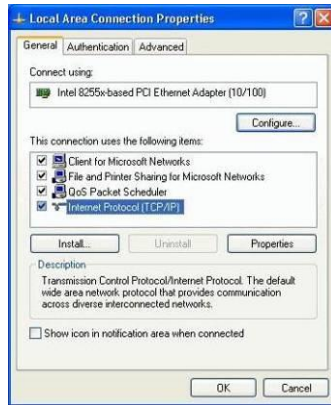 Local Area Connection Properties
General Authentication Advanced
Connect using:
Intel 8255x-based PCI Ethernet Adapter (10/100)
Configure...
This connection uses the following items:
Client for Microsoft Networks
File and Printer Sharing for Microsoft Networks
QoS Packet Scheduler
Internet Protocol (TCP/IP)
Install... Uninstall Properties
Description
Transmission Control Protocol/Internet Protocol. The default
wide area network protocol that provides communication
across diverse interconnected networks.
Show icon in notification area when connected
OK Cancel